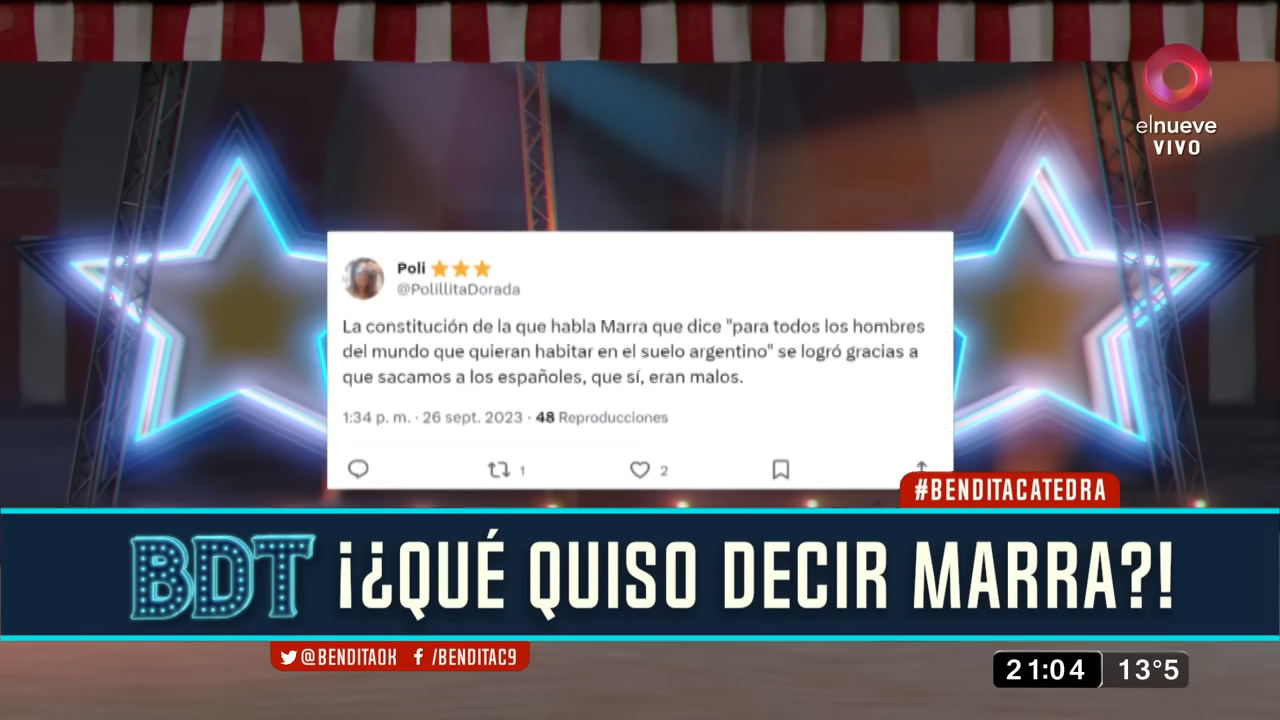 elnueve
VIVO
Poli
@PolillitaDorada
La constitución de la que habla Marra que dice "para todos los hombres
del mundo que quieran habitar en el suelo argentino" se logró gracias a
que sacamos a los españoles, que sí, eran malos.
1:34 p. m. · 26 sept. 2023 · 48 Reproducciones
1
2
#BENDITACATEDRA
BDT ¡¿QUÉ QUISO DECIR MARRA?!
@BENDITAOK /BENDITAC9
21:04 13°5